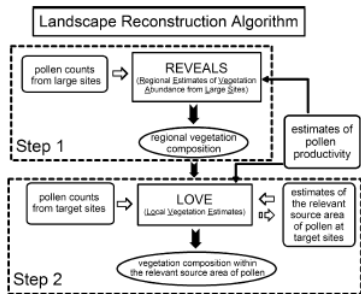 Landscape Reconstruction Algorithm
pollen counts
from large sites
REVEALS
(Regional Estimates of Vegetation
Abundance from Large Sites)
regional vegetation
composition
Step 1
estimates of
pollen
productivity
pollen counts
from target sites
LOVE
(Local Vegetation Estimates)
estimates of
the relevant
source area
of pollen at
target sites
vegetation composition within
the relevant source area of pollen
Step 2